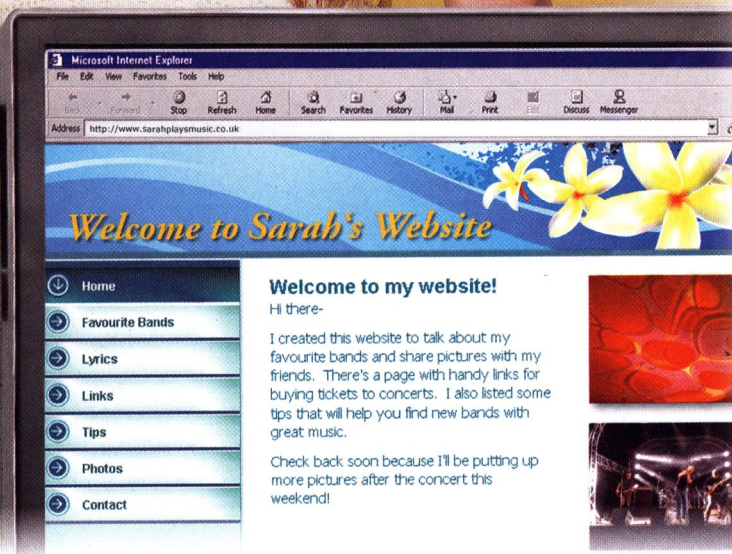 Microsoft Internet Explorer
File Edit View Favorites Tools Help
Back Forward Stop Refresh Home Search Favorites History Mail Print Edit Discuss Messenger
Address http://www.sarahplaysmusic.co.uk
Welcome to Sarah's Website
Home
Favourite Bands
Lyrics
Links
Tips
Photos
Contact
Welcome to my website!
Hi there-
I created this website to talk about my
favourite bands and share pictures with my
friends. There's a page with handy links for
buying tickets to concerts. I also listed some
tips that will help you find new bands with
great music.
Check back soon because I'll be putting up
more pictures after the concert this
weekend!